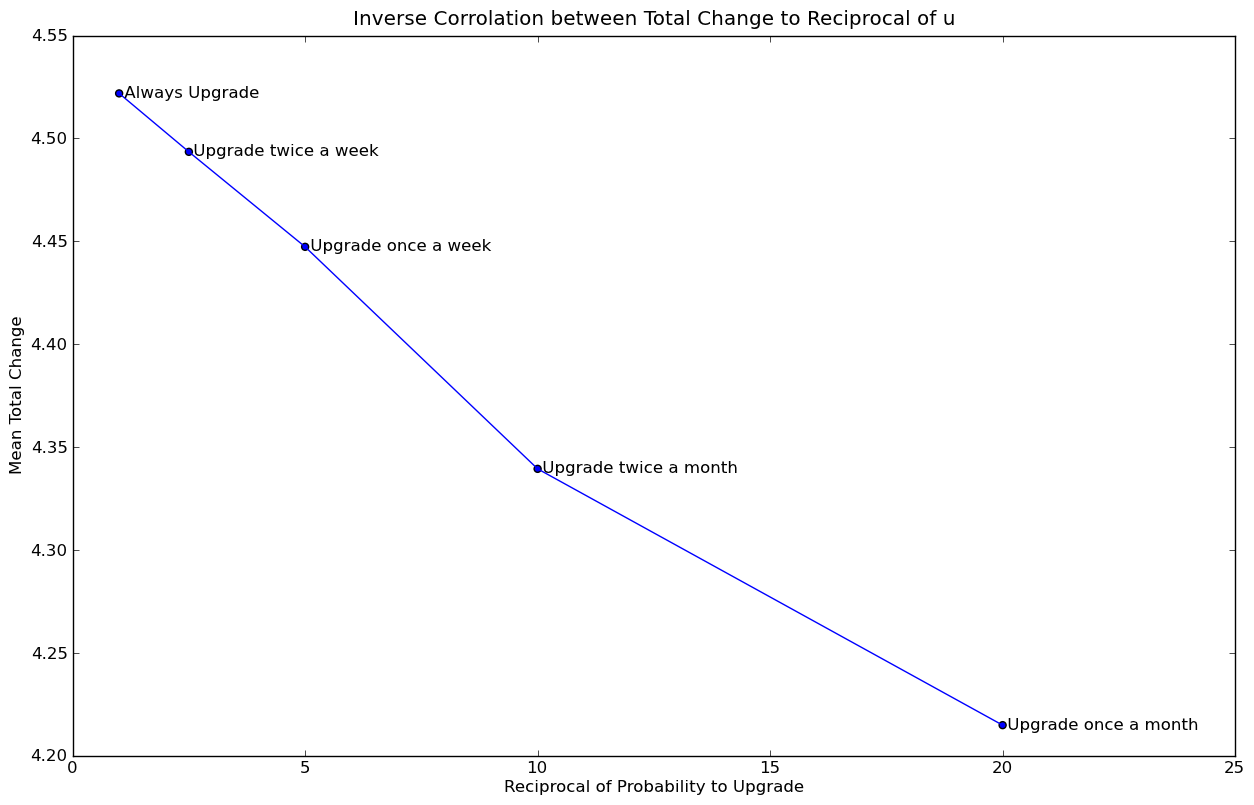 Inverse Corrolation between Total Change to Reciprocal of u
4.55
4.50
4.45
4.40
4.35
4.30
4.25
4.20
Mean Total Change
Always Upgrade
Upgrade twice a week
Upgrade once a week
Upgrade twice a month
Upgrade once a month
0
5
10
15
20
25
Reciprocal of Probability to Upgrade